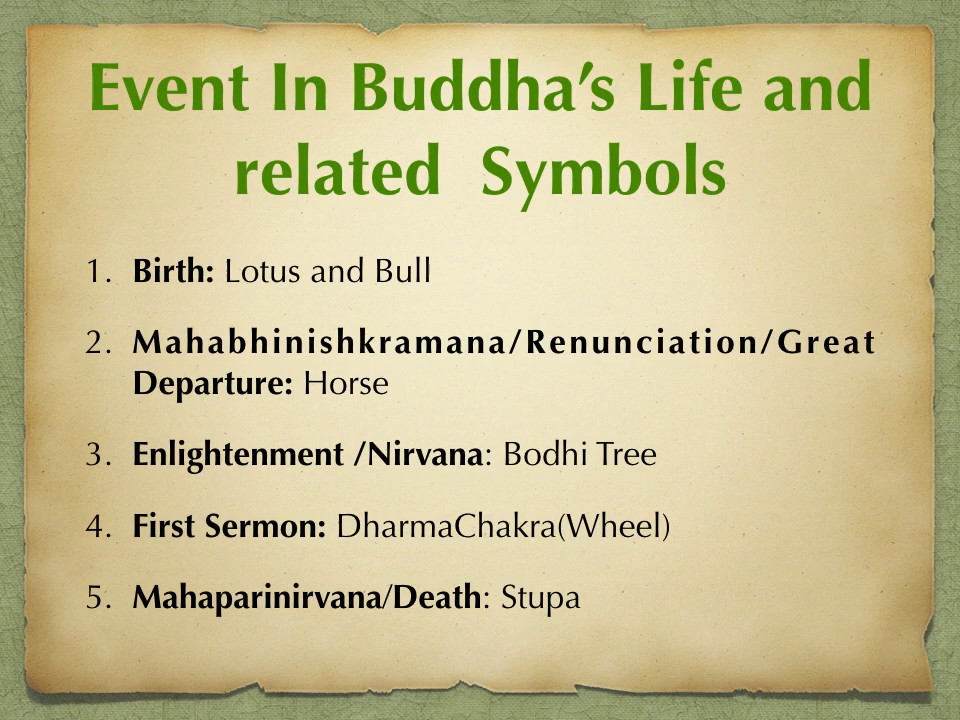 Event In Buddha’s Life and
related  Symbols
1. Birth: Lotus and Bull
2. Mahabhinishkramana/Renunciation/Great
Departure: Horse
3. Enlightenment /Nirvana: Bodhi Tree
4. First Sermon: DharmaChakra(Wheel)
5. Mahaparinirvana/Death: Stupa